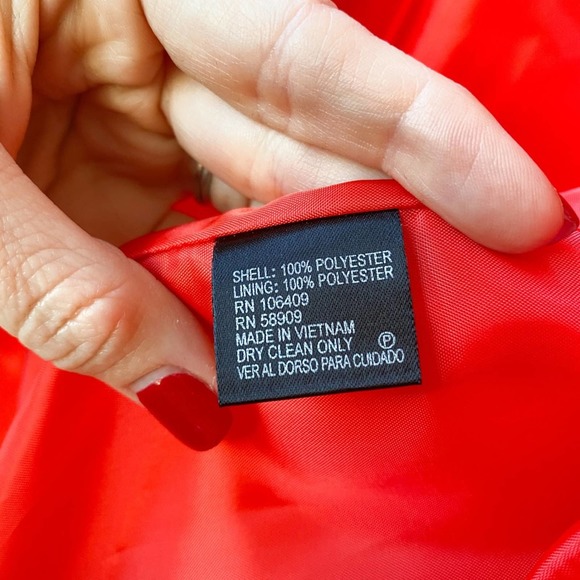 SHELL: 100% POLYESTER
LINING: 100% POLYESTER
RN 106409
RN 58909
MADE IN VIETNAM
DRY CLEAN ONLY Ⓟ
VER AL DORSO PARA CUIDADO